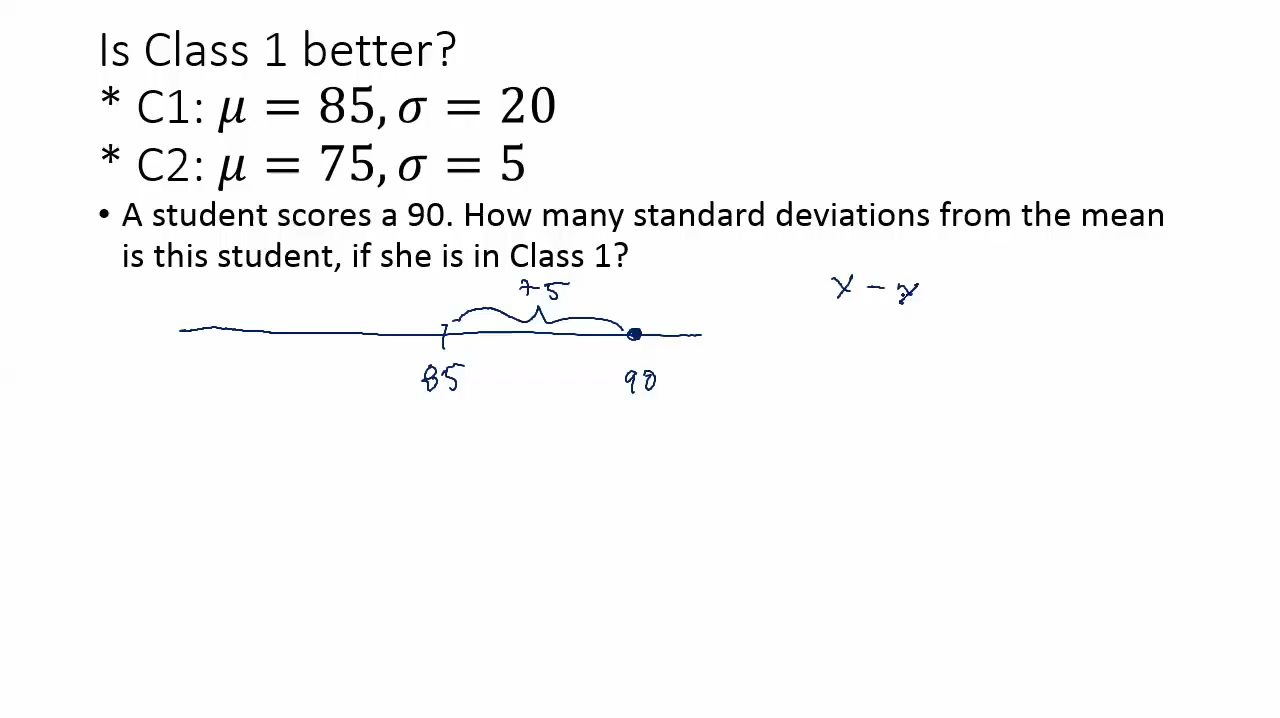 Is Class 1 better?
* C1: μ = 85, σ = 20
* C2: μ = 75, σ = 5
• A student scores a 90. How many standard deviations from the mean
is this student, if she is in Class 1?
+5
x -
85
90